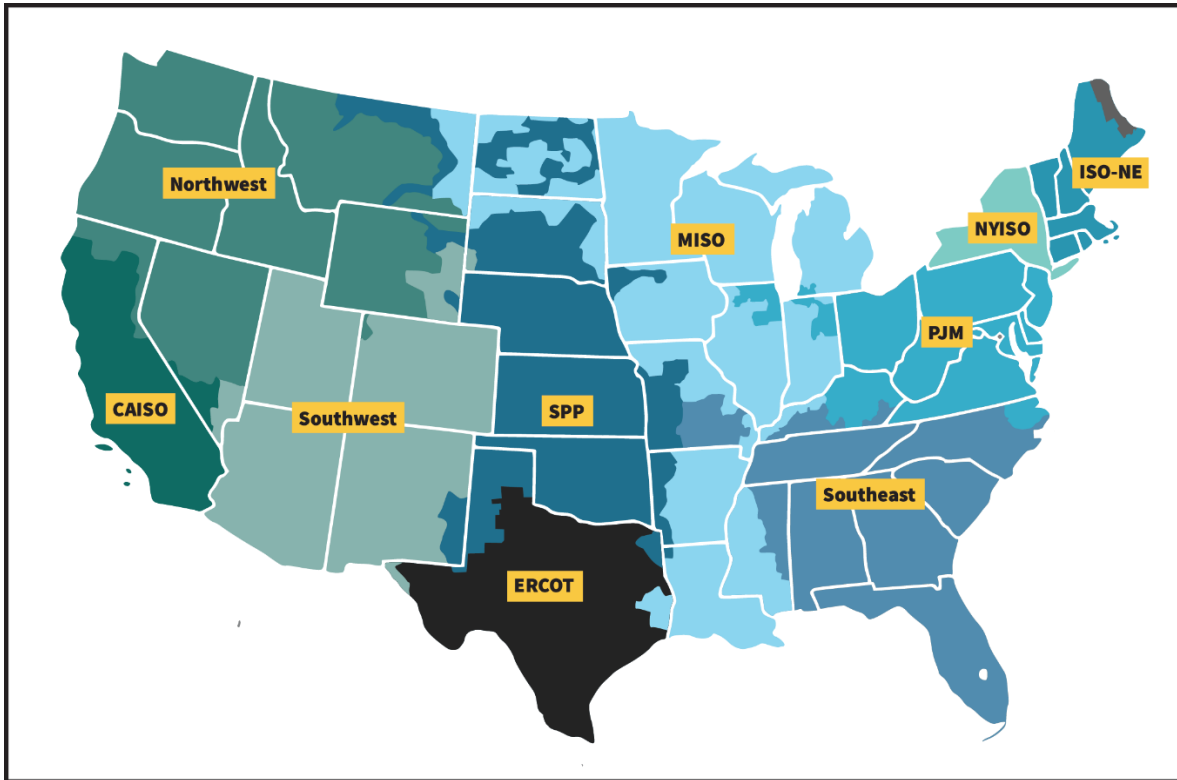 ISO-NE
Northwest
NYISO
MISO
PJM
CAISO
Southwest
SPP
Southeast
ERCOT